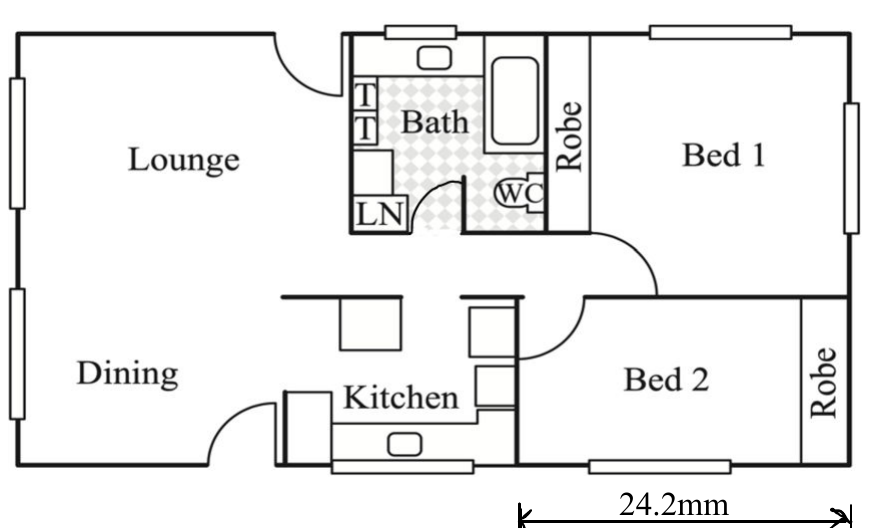 T
T
Bath
Robe
Bed 1
Lounge
WC
LN
Dining
Kitchen
Bed 2
Robe
24.2mm